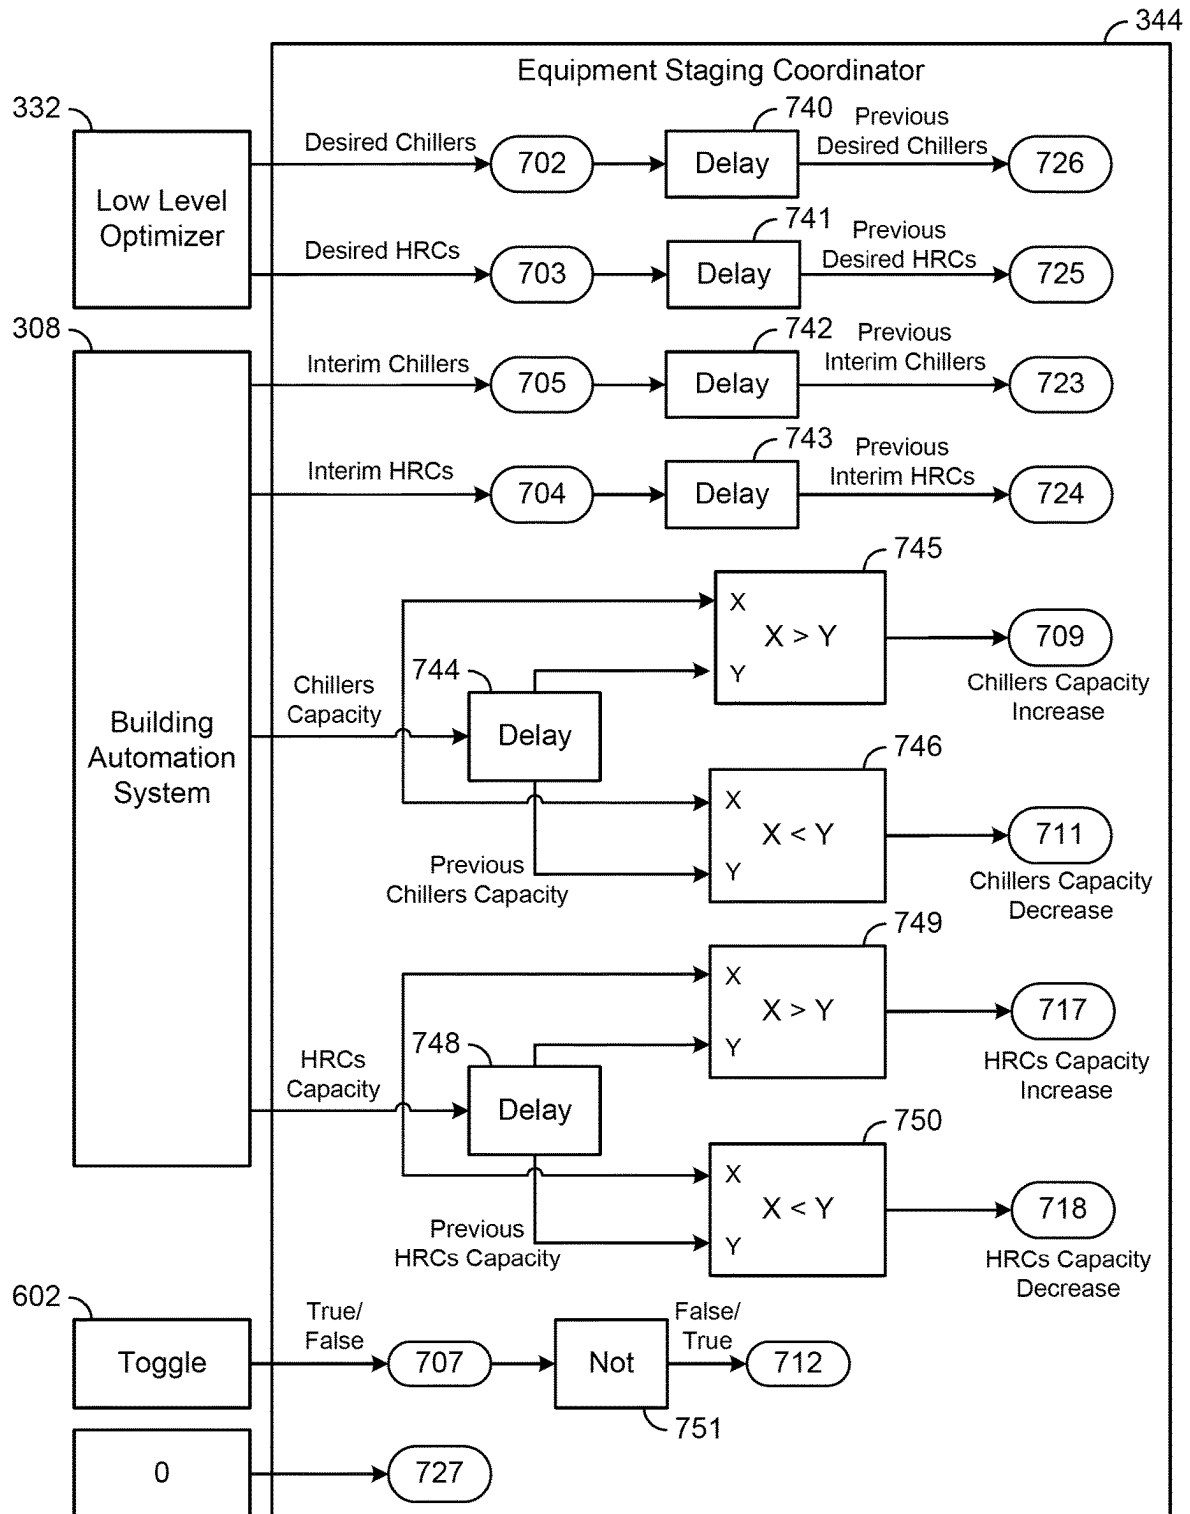 344
Equipment Staging Coordinator
332
Low Level
Optimizer
Desired Chillers
702
740
Delay
Previous
Desired Chillers
726
Desired HRCs
703
741
Delay
Previous
Desired HRCs
725
308
Building
Automation
System
Interim Chillers
705
742
Delay
Previous
Interim Chillers
723
Interim HRCs
704
743
Delay
Previous
Interim HRCs
724
Chillers
Capacity
744
Delay
Previous
Chillers Capacity
745
X
X > Y
Y
709
Chillers Capacity
Increase
746
X
X < Y
Y
711
Chillers Capacity
Decrease
HRCs
Capacity
748
Delay
Previous
HRCs Capacity
749
X
X > Y
Y
717
HRCs Capacity
Increase
750
X
X < Y
Y
718
HRCs Capacity
Decrease
602
Toggle
True/
False
707
Not
751
False/
True
712
0
727